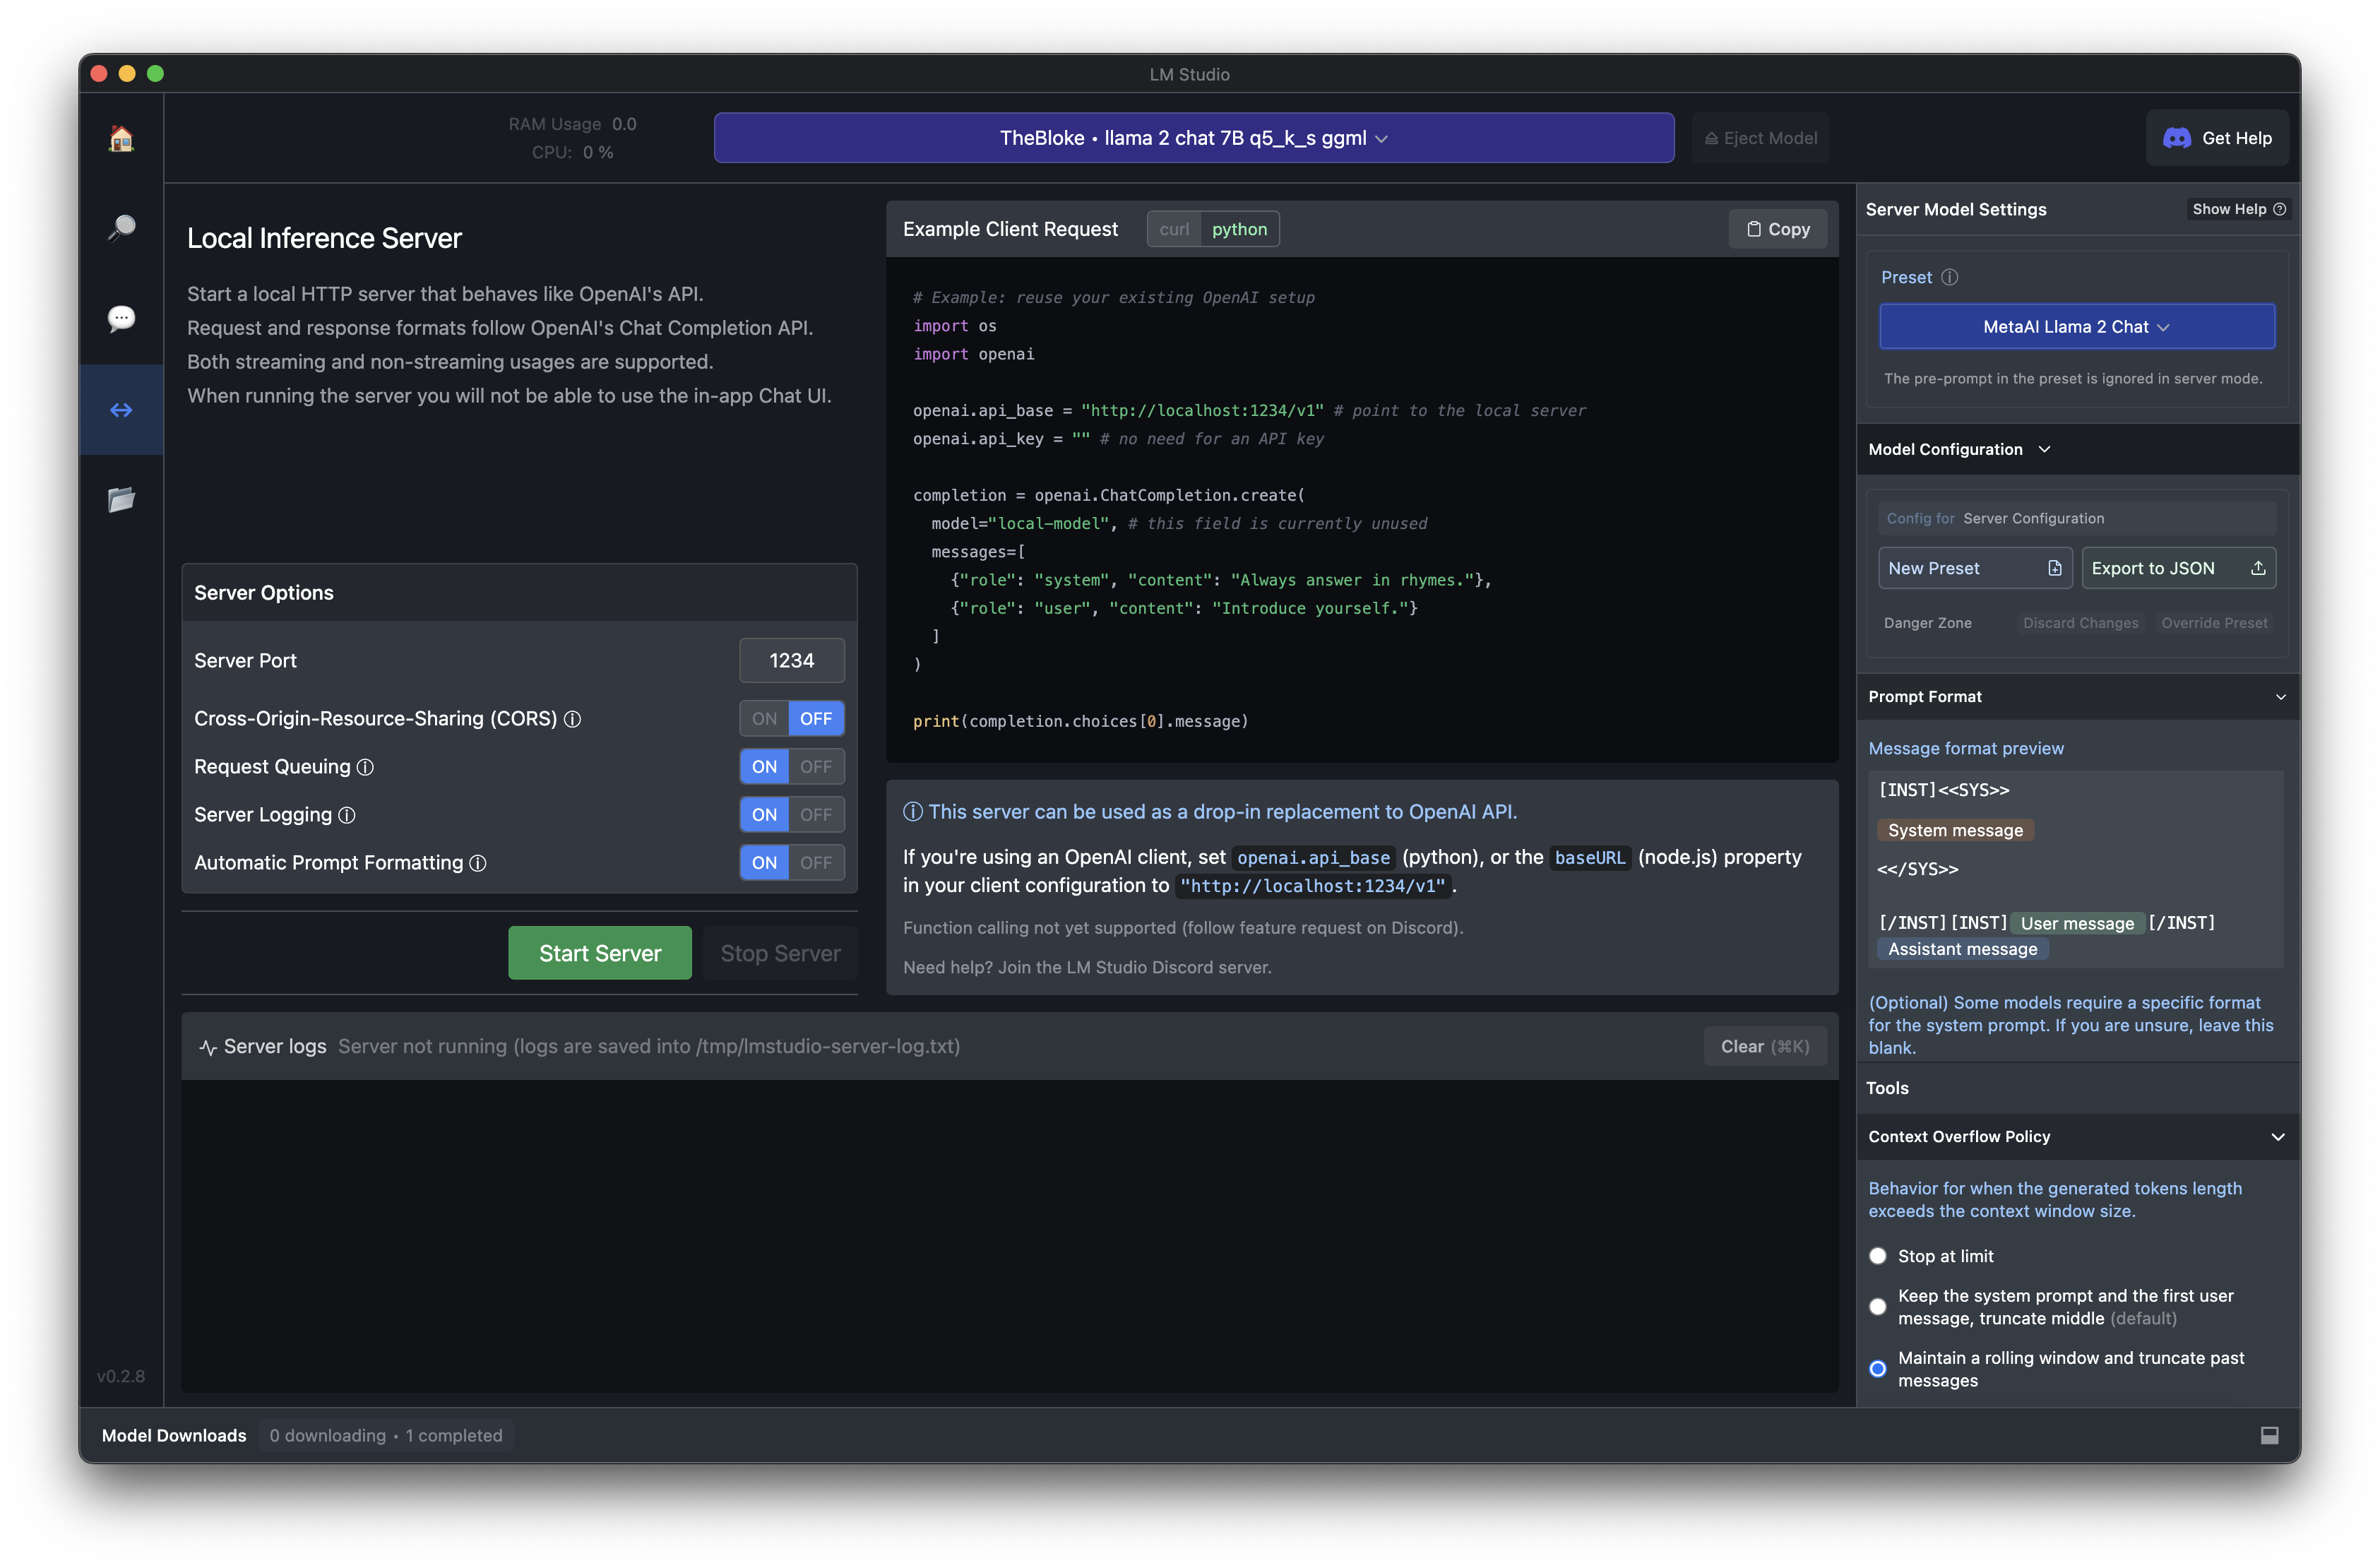 LM Studio
RAM Usage 0.0
CPU: 0 %
TheBloke • llama 2 chat 7B q5_k_s ggml
Eject Model
Get Help
Local Inference Server
Start a local HTTP server that behaves like OpenAI's API.
Request and response formats follow OpenAI's Chat Completion API.
Both streaming and non-streaming usages are supported.
When running the server you will not be able to use the in-app Chat UI.
Server Options
Server Port 1234
Cross-Origin-Resource-Sharing (CORS) ON OFF
Request Queuing ON OFF
Server Logging ON OFF
Automatic Prompt Formatting ON OFF
Start Server Stop Server
Example Client Request curl python Copy
# Example: reuse your existing OpenAI setup
import os
import openai
openai.api_base = "http://localhost:1234/v1" # point to the local server
openai.api_key = "" # no need for an API key
completion = openai.ChatCompletion.create(
model="local-model", # this field is currently unused
messages=[
{"role": "system", "content": "Always answer in rhymes."},
{"role": "user", "content": "Introduce yourself."}
]
)
print(completion.choices[0].message)
This server can be used as a drop-in replacement to OpenAI API.
If you're using an OpenAI client, set openai.api_base (python), or the baseURL (node.js) property
in your client configuration to "http://localhost:1234/v1".
Function calling not yet supported (follow feature request on Discord).
Need help? Join the LM Studio Discord server.
Server logs Server not running (logs are saved into /tmp/lmstudio-server-log.txt) Clear (⌘K)
Server Model Settings Show Help
Preset
MetaAI Llama 2 Chat
The pre-prompt in the preset is ignored in server mode.
Model Configuration
Config for Server Configuration
New Preset Export to JSON
Danger Zone Discard Changes Override Preset
Prompt Format
Message format preview
[INST]<<SYS>>
System message
<</SYS>>
[/INST][INST] User message [/INST]
Assistant message
(Optional) Some models require a specific format
for the system prompt. If you are unsure, leave this
blank.
Tools
Context Overflow Policy
Behavior for when the generated tokens length
exceeds the context window size.
Stop at limit
Keep the system prompt and the first user
message, truncate middle (default)
Maintain a rolling window and truncate past
messages
v0.2.8
Model Downloads 0 downloading • 1 completed